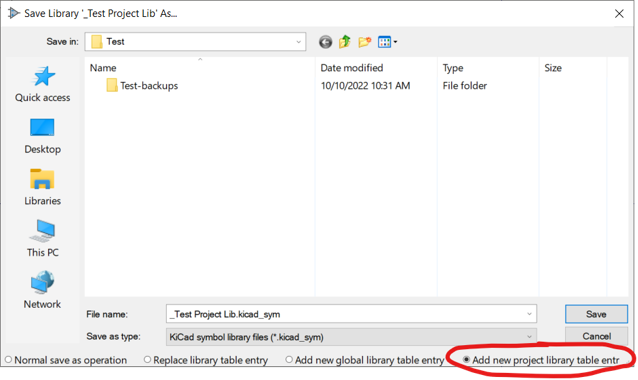 Save Library '_Test Project Lib' As...
Save in:
Test
Name
Date modified
Type
Size
Test-backups
10/10/2022 10:31 AM
File folder
Quick access
Desktop
Libraries
This PC
Network
File name:
_Test Project Lib.kicad_sym
Save
Save as type:
KiCad symbol library files (*.kicad_sym)
Cancel
Normal save as operation
Replace library table entry
Add new global library table entry
Add new project library table entr